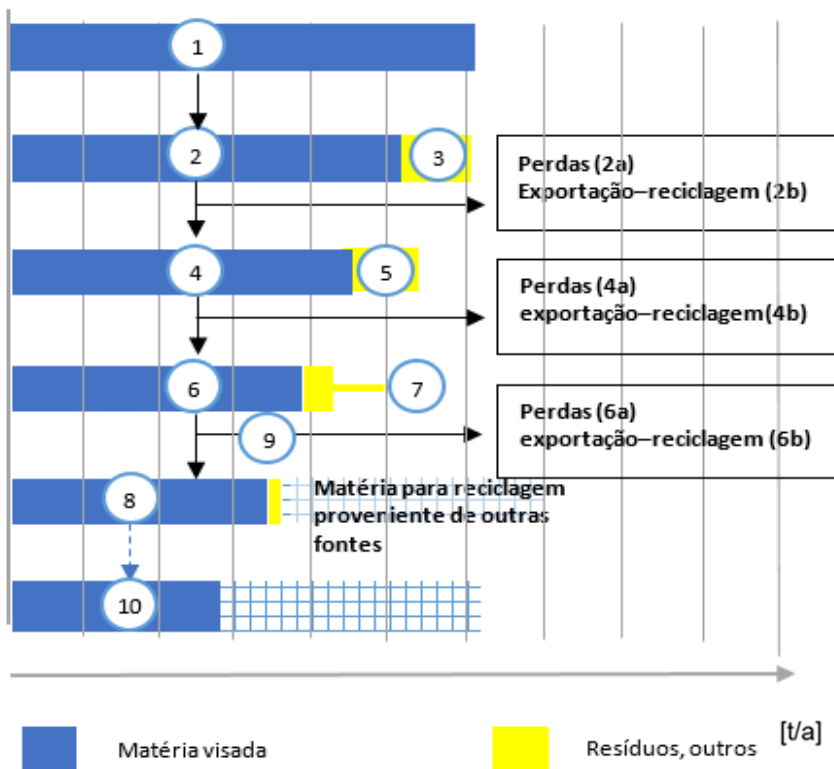 1
2
3
Perdas (2a)
Exportação–reciclagem (2b)
4
5
Perdas (4a)
exportação–reciclagem(4b)
6
7
Perdas (6a)
exportação–reciclagem (6b)
9
8
Matéria para reciclagem
proveniente de outras
fontes
10
[t/a]
Matéria visada
Resíduos, outros